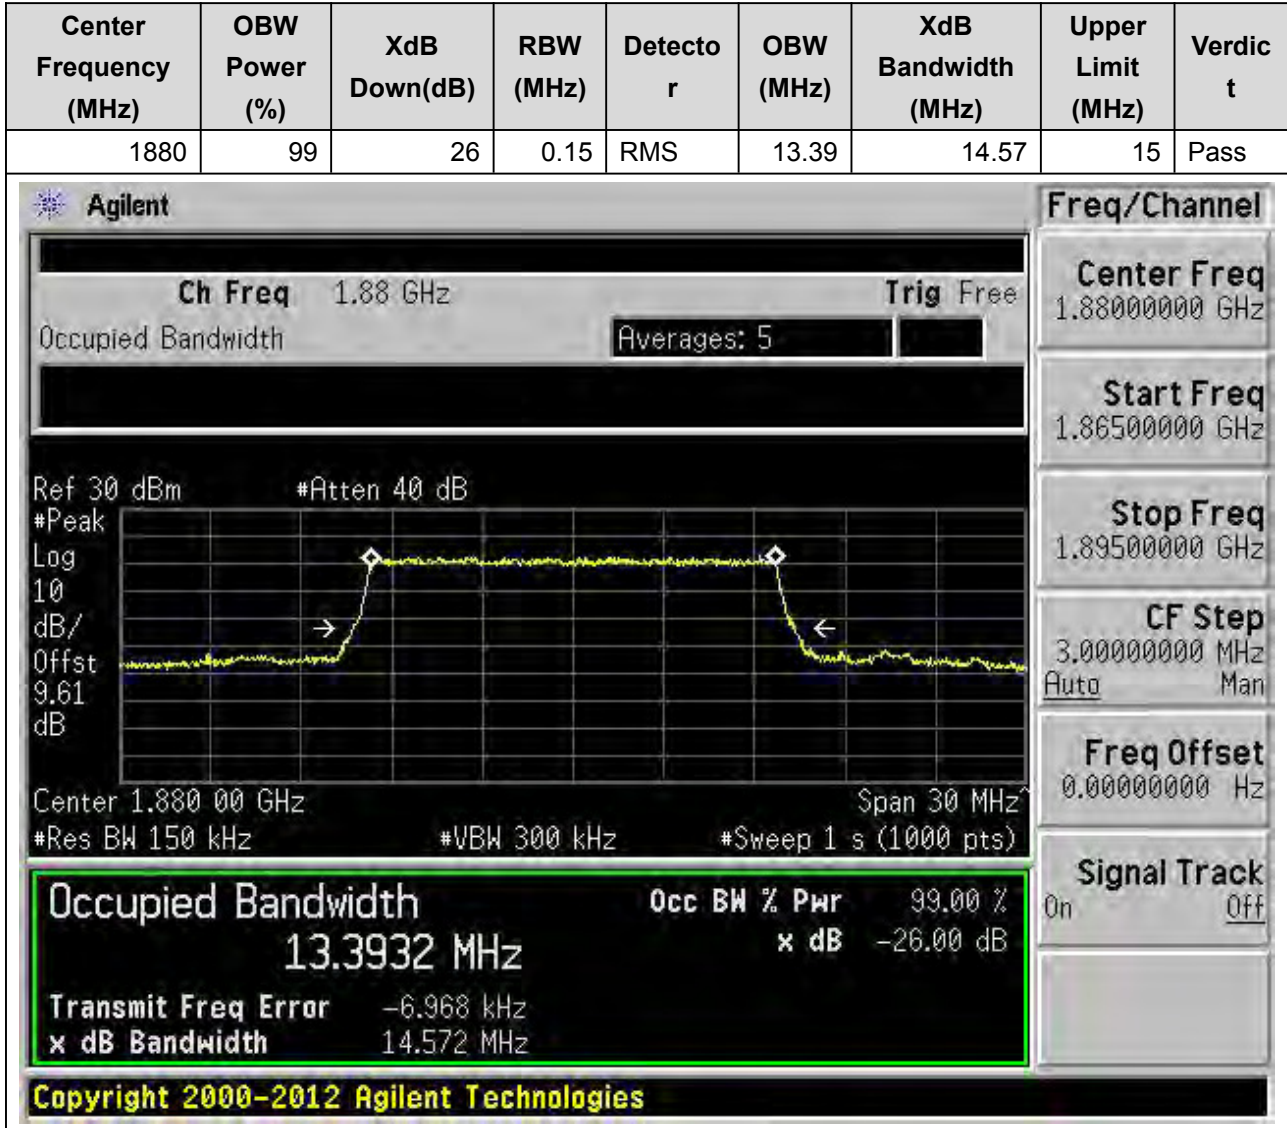 Center Frequency (MHz) OBW Power (%) XdB Down(dB) RBW (MHz) Detecto r OBW (MHz) XdB Bandwidth (MHz) Upper Limit (MHz) Verdic t
1880 99 26 0.15 RMS 13.39 14.57 15 Pass
Agilent
Freq/Channel
Ch Freq 1.88 GHz Trig Free
Occupied Bandwidth
Averages: 5
Center Freq
1.88000000 GHz
Start Freq
1.86500000 GHz
Stop Freq
1.89500000 GHz
CF Step
3.00000000 MHz
Auto Man
Freq Offset
0.00000000 Hz
Signal Track
On Off
Ref 30 dBm #Atten 40 dB
#Peak
Log
10
dB/
Offst
9.61
dB
Center 1.880 00 GHz Span 30 MHz^
#Res BW 150 kHz #VBW 300 kHz #Sweep 1 s (1000 pts)
Occupied Bandwidth
13.3932 MHz
Occ BW % Pwr 99.00 %
x dB -26.00 dB
Transmit Freq Error -6.968 kHz
x dB Bandwidth 14.572 MHz
Copyright 2000-2012 Agilent Technologies